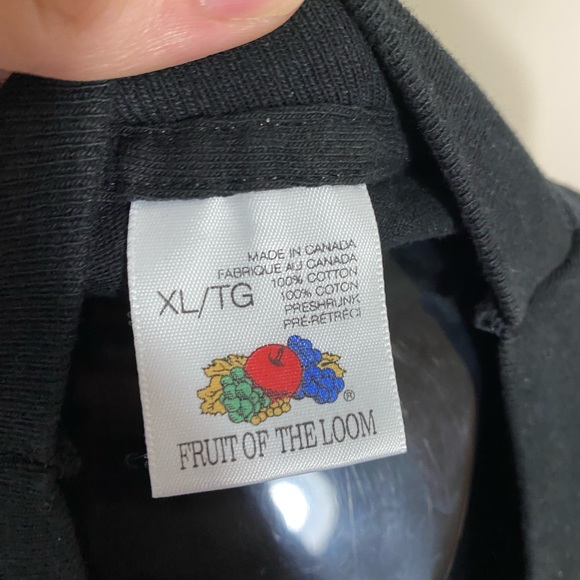 MADE IN CANADA
FABRIQUE AU CANADA
100% COTTON
100% COTON
PRESHRUNK
PRÉ-RÉTRÉCI
XL/TG
®
FRUIT OF THE LOOM